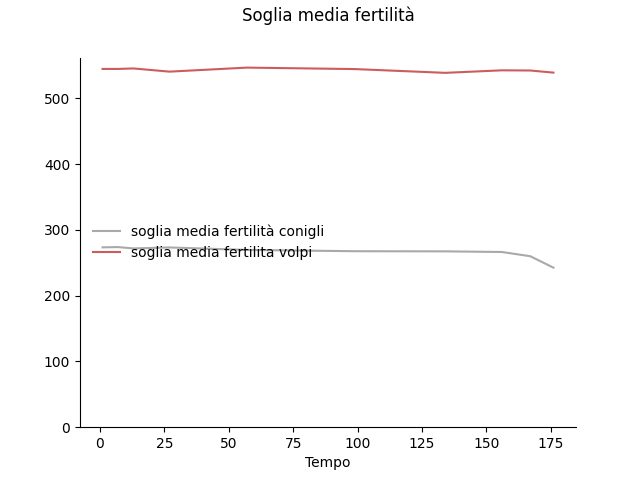 Soglia media fertilità
500
400
300
200
100
0
soglia media fertilità conigli
soglia media fertilita volpi
0 25 50 75 100 125 150 175
Tempo